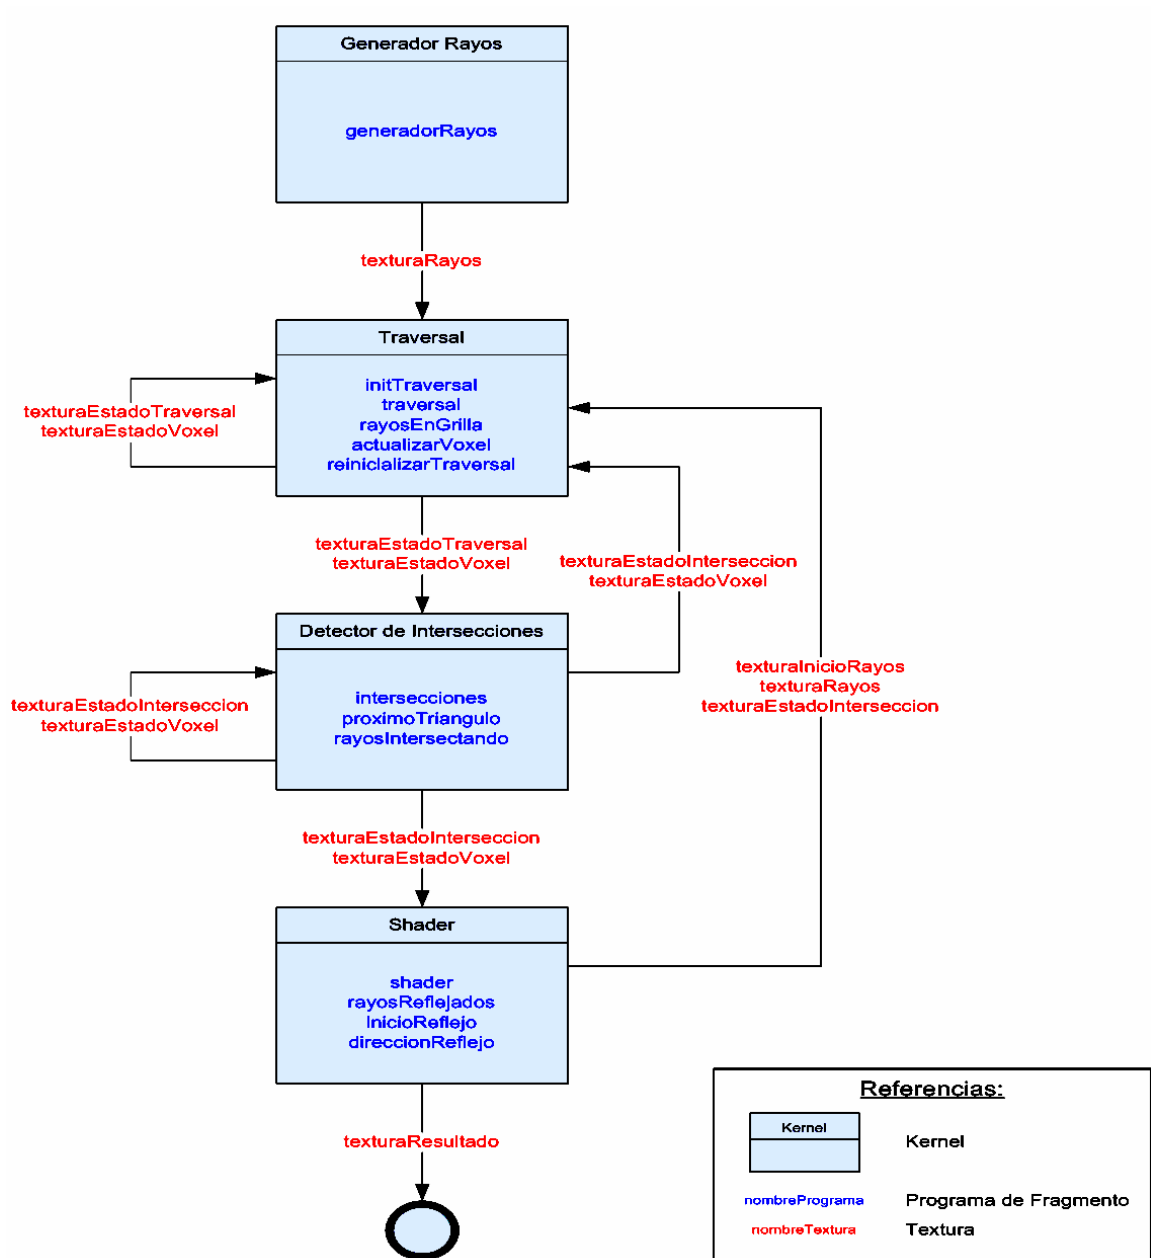 Generador Rayos
generadorRayos
texturaRayos
Traversal
initTraversal
traversal
rayosEnGrilla
actualizarVoxel
reiniclalizarTraversal
texturaEstadoTraversal
texturaEstadoVoxel
texturaEstadoTraversal
texturaEstadoVoxel
texturaEstadoInterseccion
texturaEstadoVoxel
Detector de Intersecciones
intersecciones
proximoTriangulo
rayosIntersectando
texturaEstadoInterseccion
texturaEstadoVoxel
texturaInicioRayos
texturaRayos
texturaEstadoInterseccion
texturaEstadoInterseccion
texturaEstadoVoxel
Shader
shader
rayosReflejados
InicioReflejo
direccionReflejo
texturaResultado
Referencias:
Kernel
Kernel
nombrePrograma Programa de Fragmento
nombreTextura Textura